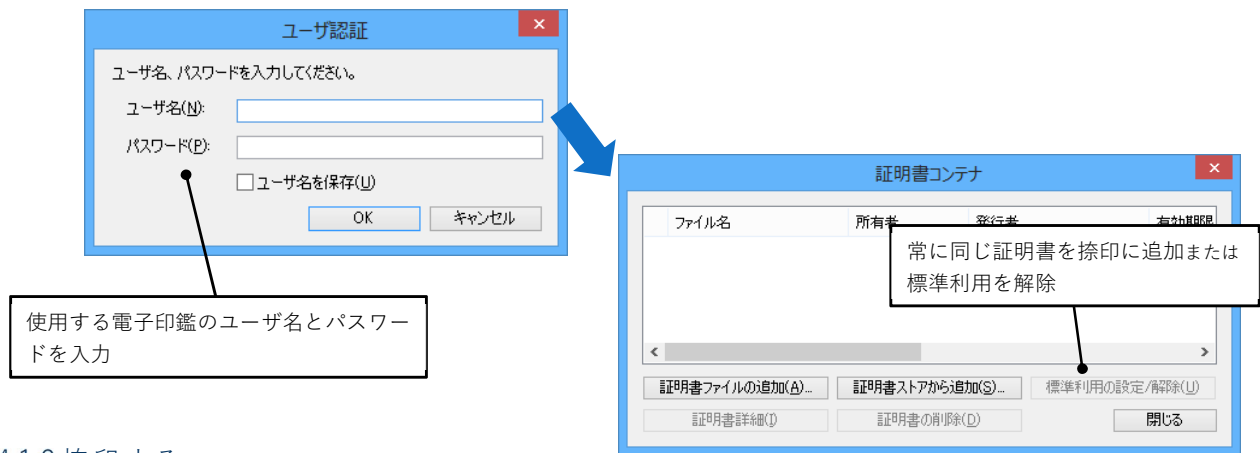 ユーザ認証
ユーザ名、パスワードを入力してください。
ユーザ名(N):
パスワード(P):
ユーザ名を保存(U)
OK キャンセル
使用する電子印鑑のユーザ名とパスワー
ドを入力
証明書コンテナ
ファイル名 所有者 発行者 有効期限
常に同じ証明書を捺印に追加または
標準利用を解除
証明書ファイルの追加(A)... 証明書ストアから追加(S)... 標準利用の設定/解除(U)
証明書詳細(I) 証明書の削除(D) 閉じる